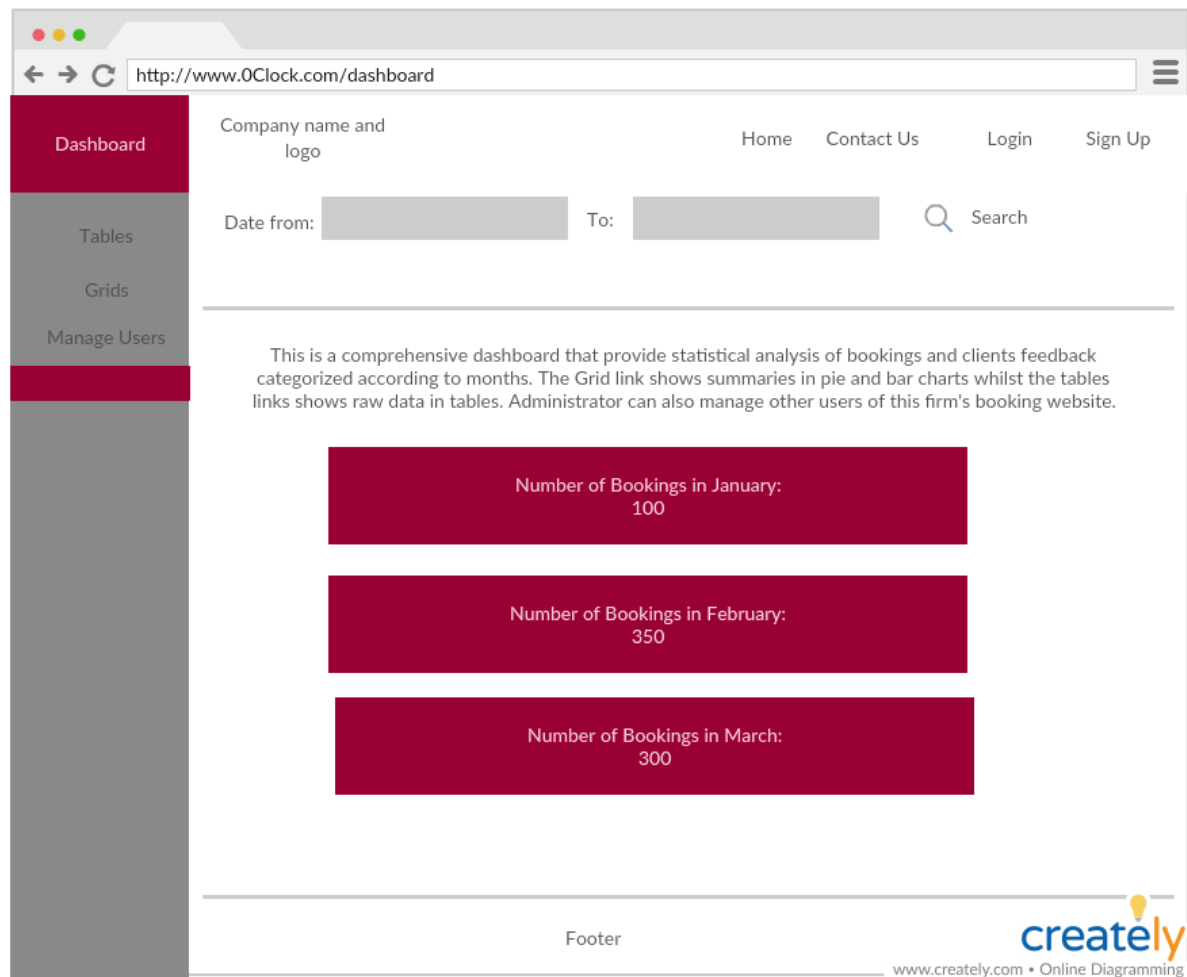 http://www.0Clock.com/dashboard
Dashboard
Company name and
logo
Home
Contact Us
Login
Sign Up
Date from:
To:
Search
Tables
Grids
Manage Users
This is a comprehensive dashboard that provide statistical analysis of bookings and clients feedback
categorized according to months. The Grid link shows summaries in pie and bar charts whilst the tables
links shows raw data in tables. Administrator can also manage other users of this firm's booking website.
Number of Bookings in January:
100
Number of Bookings in February:
350
Number of Bookings in March:
300
Footer
creately
www.creately.com • Online Diagramming